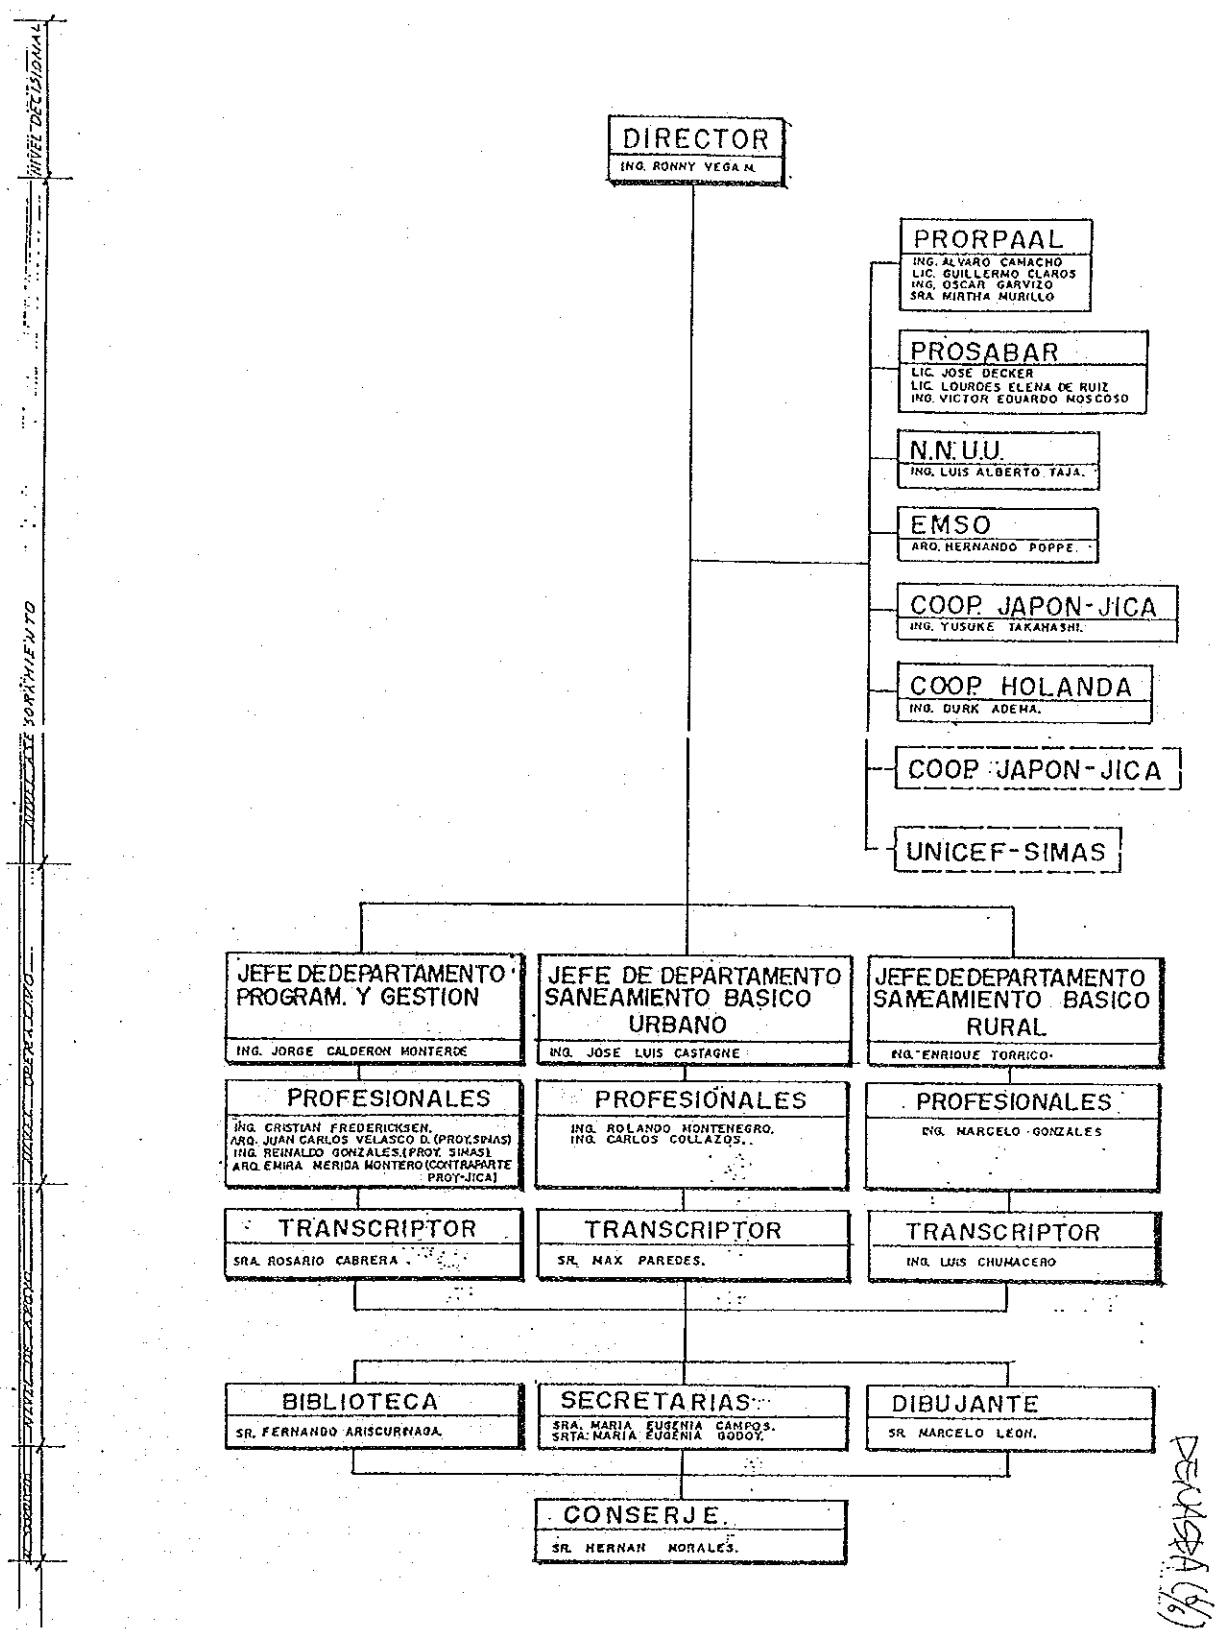 NIVEL DECISIONAL
DIRECTOR
ING. RONNY VEGA N.
PRORPAAL
ING. ALVARO CAMACHO
LIC. GUILLERMO CLAROS
ING. OSCAR GARVIZO
SRA. MIRTHA MURILLO
PROSABAR
LIC. JOSE DECKER
LIC. LOURDES ELENA DE RUIZ
ING. VICTOR EDUARDO MOSCOSO
N.N.U.U.
ING. LUIS ALBERTO TAJA.
EMSO
ARQ. HERNANDO POPPE.
NIVEL ASESORAMIENTO
COOP. JAPON-JICA
ING. YUSUKE TAKAHASHI.
COOP. HOLANDA
ING. DURK ADEMA.
COOP. JAPON-JICA
UNICEF-SIMAS
NIVEL OPERATIVO
JEFE DE DEPARTAMENTO
PROGRAM. Y GESTION
ING. JORGE CALDERON MONTERDE
JEFE DE DEPARTAMENTO
SANEAMIENTO BASICO
URBANO
ING. JOSE LUIS CASTAGNE
JEFE DE DEPARTAMENTO
SANEAMIENTO BASICO
RURAL
ING. ENRIQUE TORRICO.
PROFESIONALES
ING. CRISTIAN FREDERICKSEN.
ARQ. JUAN CARLOS VELASCO D. (PROY.SIMAS)
ING. REINALDO GONZALES.(PROY. SIMAS)
ARQ. EMIRA MERIDA MONTERO (CONTRAPARTE
PROY-JICA)
PROFESIONALES
ING. ROLANDO MONTENEGRO.
ING. CARLOS COLLAZOS.
PROFESIONALES
ING. MARCELO GONZALES
TRANSCRIPTOR
SRA. ROSARIO CABRERA.
TRANSCRIPTOR
SR. MAX PAREDES.
TRANSCRIPTOR
ING. LUIS CHUMACERO
NIVEL DE APOYO
BIBLIOTECA
SR. FERNANDO ARISCURINAGA.
SECRETARIAS
SRA. MARIA EUGENIA CAMPOS.
SRTA. MARIA EUGENIA GODOY.
DIBUJANTE
SR. MARCELO LEON.
CONSERJE.
SR. HERNAN MORALES.